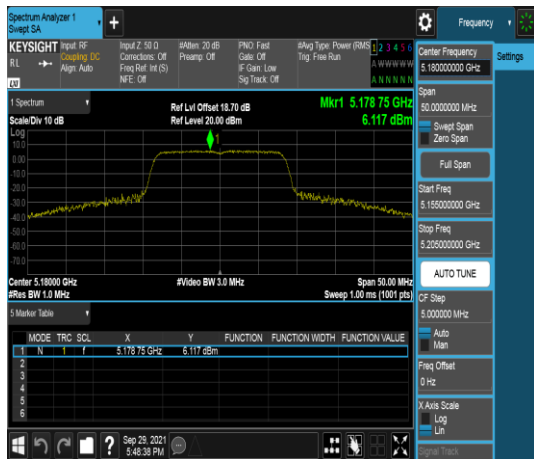 Spectrum Analyzer 1
Swept SA
Frequency
KEYSIGHT
RL
LXI
Input: RF
Coupling: DC
Align: Auto
Input Z: 50 Ω
Corrections: Off
Freq Ref: Int (S)
NFE: Off
#Atten: 20 dB
Preamp: Off
PNO: Fast
Gate: Off
IF Gain: Low
Sig Track: Off
#Avg Type: Power (RMS
Trig: Free Run
1 2 3 4 5 6
A W W W W W
A N N N N N
Settings
Center Frequency
5.180000000 GHz
Span
50.0000000 MHz
Swept Span
Zero Span
Full Span
Start Freq
5.155000000 GHz
Stop Freq
5.205000000 GHz
AUTO TUNE
CF Step
5.000000 MHz
Auto
Man
Freq Offset
0 Hz
X Axis Scale
Log
Lin
Signal Track
1 Spectrum
Scale/Div 10 dB
Ref Lvl Offset 18.70 dB
Ref Level 20.00 dBm
Mkr1 5.178 75 GHz
6.117 dBm
Log
1
10.0
0.00
-10.0
-20.0
-30.0
-40.0
-50.0
-60.0
-70.0
Center 5.18000 GHz
#Video BW 3.0 MHz
Span 50.00 MHz
#Res BW 1.0 MHz
Sweep 1.00 ms (1001 pts)
5 Marker Table
MODE TRC SCL X Y FUNCTION FUNCTION WIDTH FUNCTION VALUE
1 N 1 f 5.178 75 GHz 6.117 dBm
2
3
4
5
6
?
Sep 29, 2021
5:48:38 PM